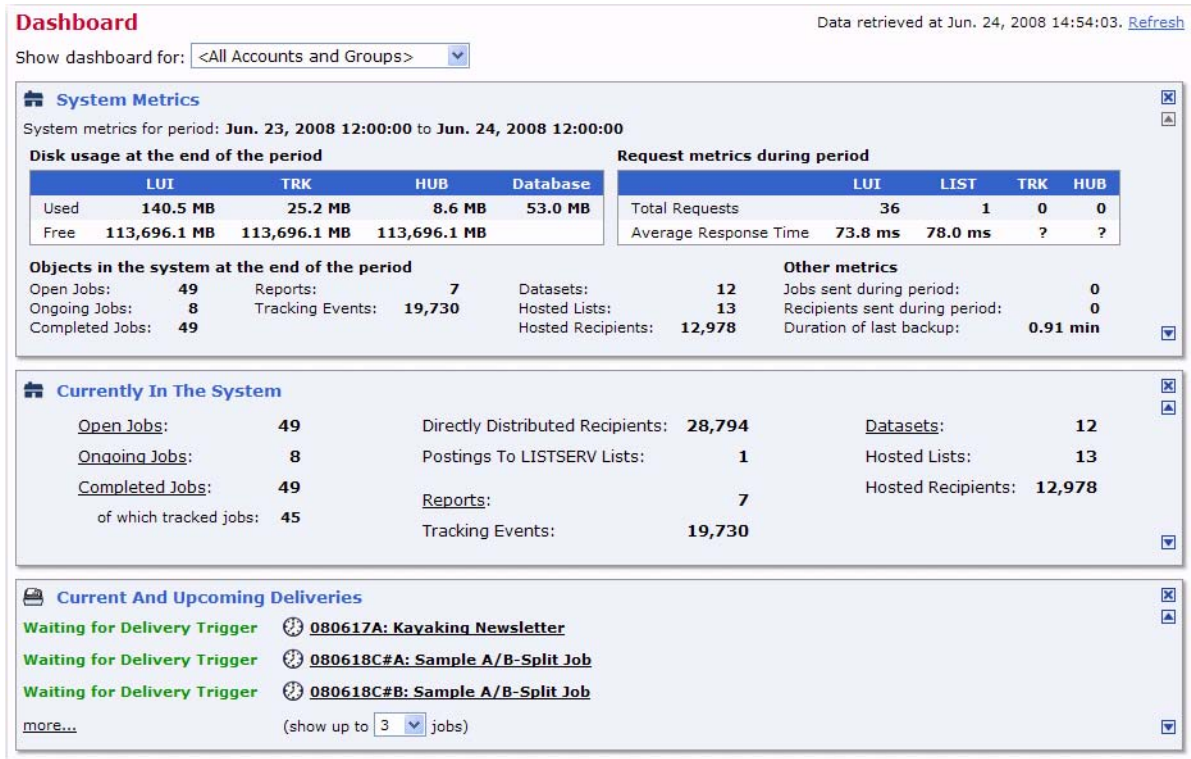 Dashboard
Data retrieved at Jun. 24, 2008 14:54:03. Refresh
Show dashboard for: <All Accounts and Groups>
System Metrics
System metrics for period: Jun. 23, 2008 12:00:00 to Jun. 24, 2008 12:00:00
Disk usage at the end of the period
LUI TRK HUB Database
Used 140.5 MB 25.2 MB 8.6 MB 53.0 MB
Free 113,696.1 MB 113,696.1 MB 113,696.1 MB
Request metrics during period
LUI LIST TRK HUB
Total Requests 36 1 0 0
Average Response Time 73.8 ms 78.0 ms ? ?
Objects in the system at the end of the period
Open Jobs: 49 Reports: 7 Datasets: 12
Ongoing Jobs: 8 Tracking Events: 19,730 Hosted Lists: 13
Completed Jobs: 49 Hosted Recipients: 12,978
Other metrics
Jobs sent during period: 0
Recipients sent during period: 0
Duration of last backup: 0.91 min
Currently In The System
Open Jobs: 49
Ongoing Jobs: 8
Completed Jobs: 49
of which tracked jobs: 45
Directly Distributed Recipients: 28,794
Postings To LISTSERV Lists: 1
Reports: 7
Tracking Events: 19,730
Datasets: 12
Hosted Lists: 13
Hosted Recipients: 12,978
Current And Upcoming Deliveries
Waiting for Delivery Trigger 080617A: Kayaking Newsletter
Waiting for Delivery Trigger 080618C#A: Sample A/B-Split Job
Waiting for Delivery Trigger 080618C#B: Sample A/B-Split Job
more... (show up to 3 jobs)